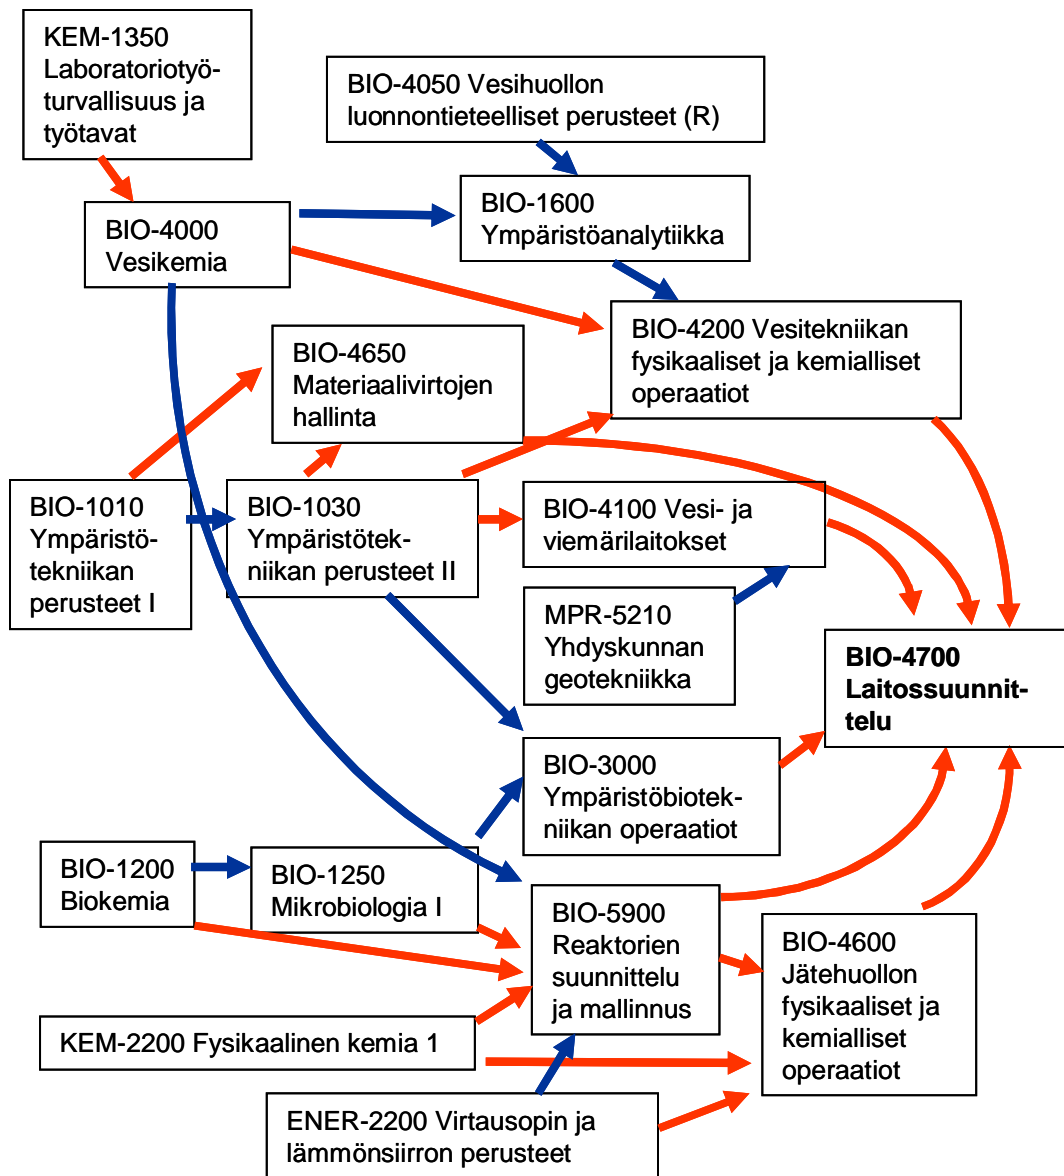 KEM-1350
Laboratoriotyö-
turvallisuus ja
työtavat
BIO-4050 Vesihuollon
luonnontieteelliset perusteet (R)
BIO-4000
Vesikemia
BIO-1600
Ympäristöanalytiikka
BIO-4200 Vesitekniikan
fysikaaliset ja kemialliset
operaatiot
BIO-4650
Materiaalivirtojen
hallinta
BIO-1010
Ympäristö-
tekniikan
perusteet I
BIO-1030
Ympäristötek-
niikan perusteet II
BIO-4100 Vesi- ja
viemärilaitokset
MPR-5210
Yhdyskunnan
geotekniikka
BIO-4700
Laitossuunnit-
telu
BIO-3000
Ympäristöbiotek-
niikan operaatiot
BIO-1200
Biokemia
BIO-1250
Mikrobiologia I
BIO-5900
Reaktorien
suunnittelu
ja mallinnus
BIO-4600
Jätehuollon
fysikaaliset ja
kemialliset
operaatiot
KEM-2200 Fysikaalinen kemia 1
ENER-2200 Virtausopin ja
lämmönsiirron perusteet